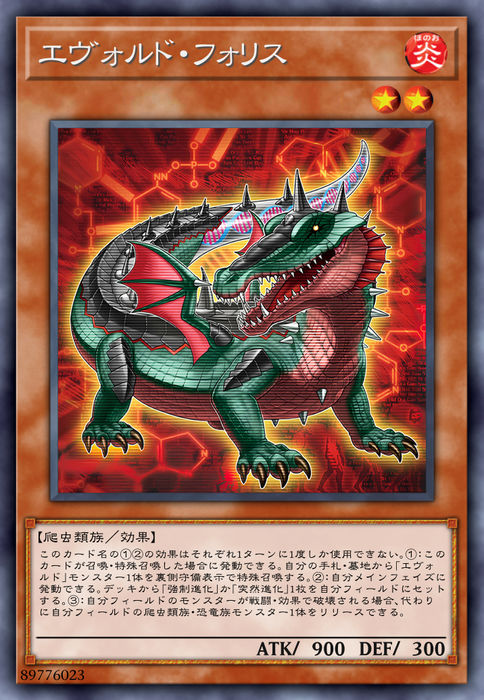 エヴォルド・フォリス
ほのお
炎
【爬虫類族／効果】
このカード名の①②の効果はそれぞれ1ターンに1度しか使用できない。①：この
カードが召喚・特殊召喚した場合に発動できる。自分の手札・墓地から「エヴォ
ルド」モンスター1体を裏側守備表示で特殊召喚する。②：自分メインフェイズに
発動できる。デッキから「強制進化」か「突然進化」1枚を自分フィールドにセット
する。③：自分フィールドのモンスターが戦闘・効果で破壊される場合、代わり
に自分フィールドの爬虫類族・恐竜族モンスター1体をリリースできる。
ATK/ 900 DEF/ 300
89776023